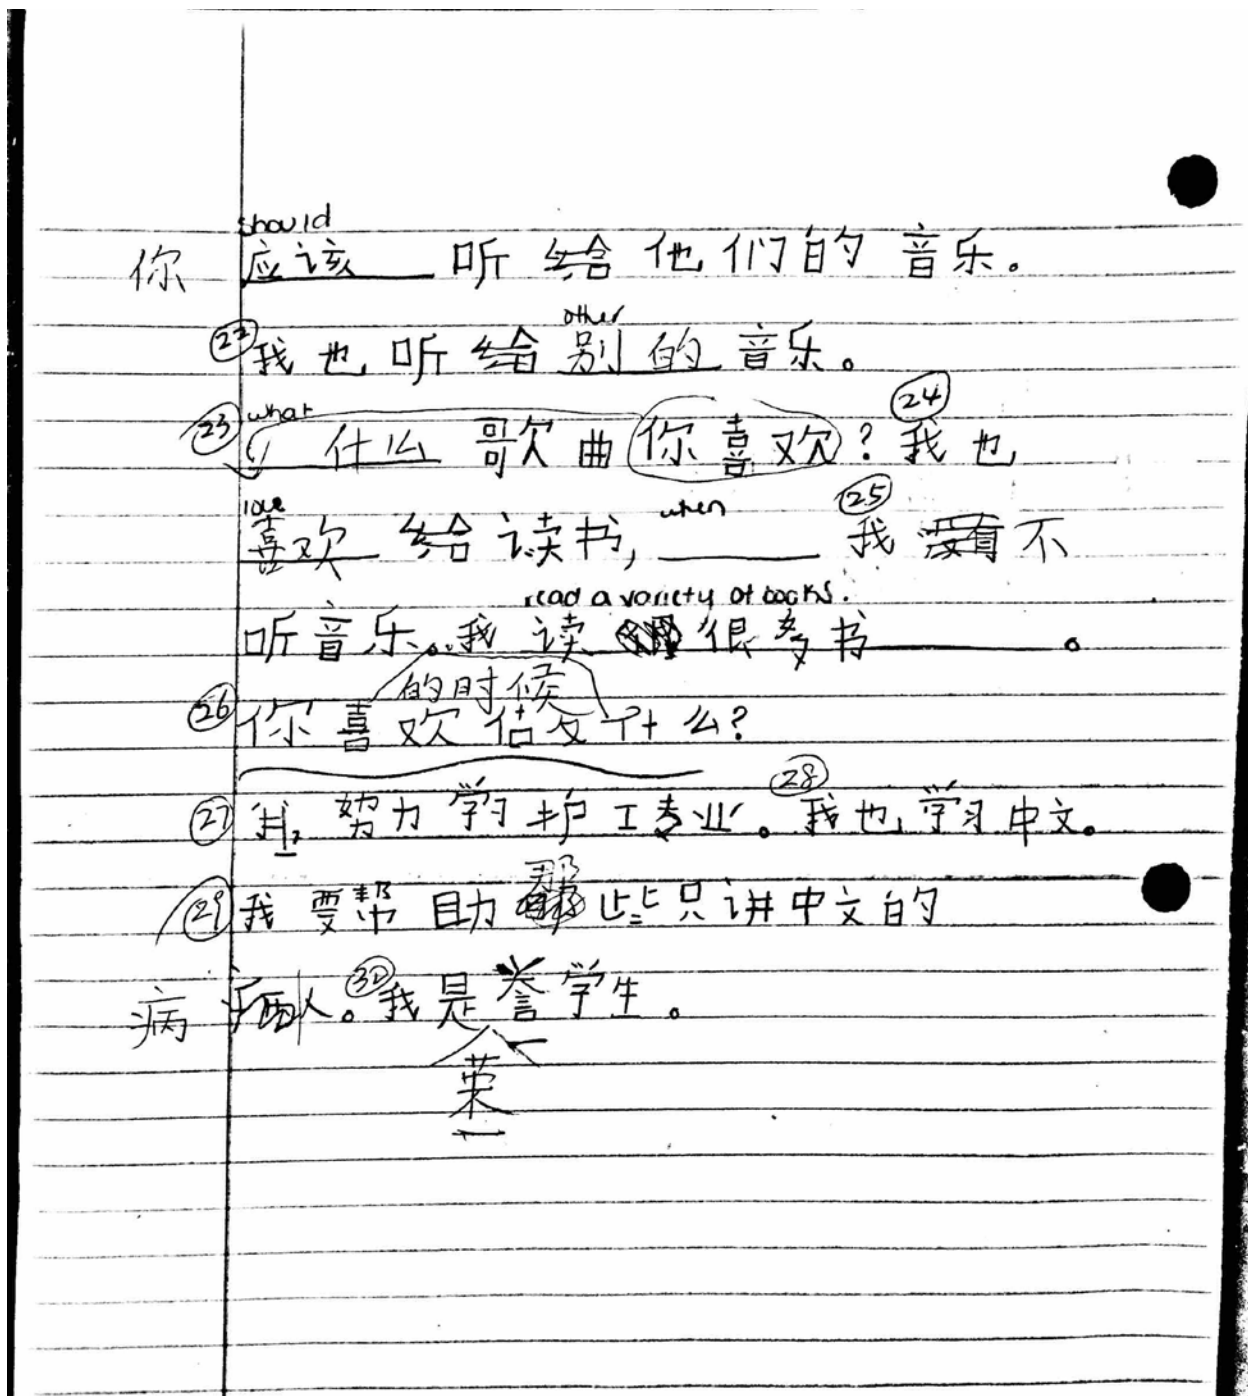 should
你 应该 听 给 他们的 音乐。
other
㉒ 我也听给别的音乐。
what
㉓ 什么 歌曲 你喜欢? ㉔ 我也
love when
喜欢 给读书, ㉕ 我 不
read a variety of books.
听音乐。我 读 很多书 。
的时候
㉖ 你喜欢 什么?
㉗ 我 努力 学习 护工专业。㉘ 我也学习中文。
那
㉙ 我要帮助 些只讲中文的
病 人。㉚ 我是誉学生。
荣